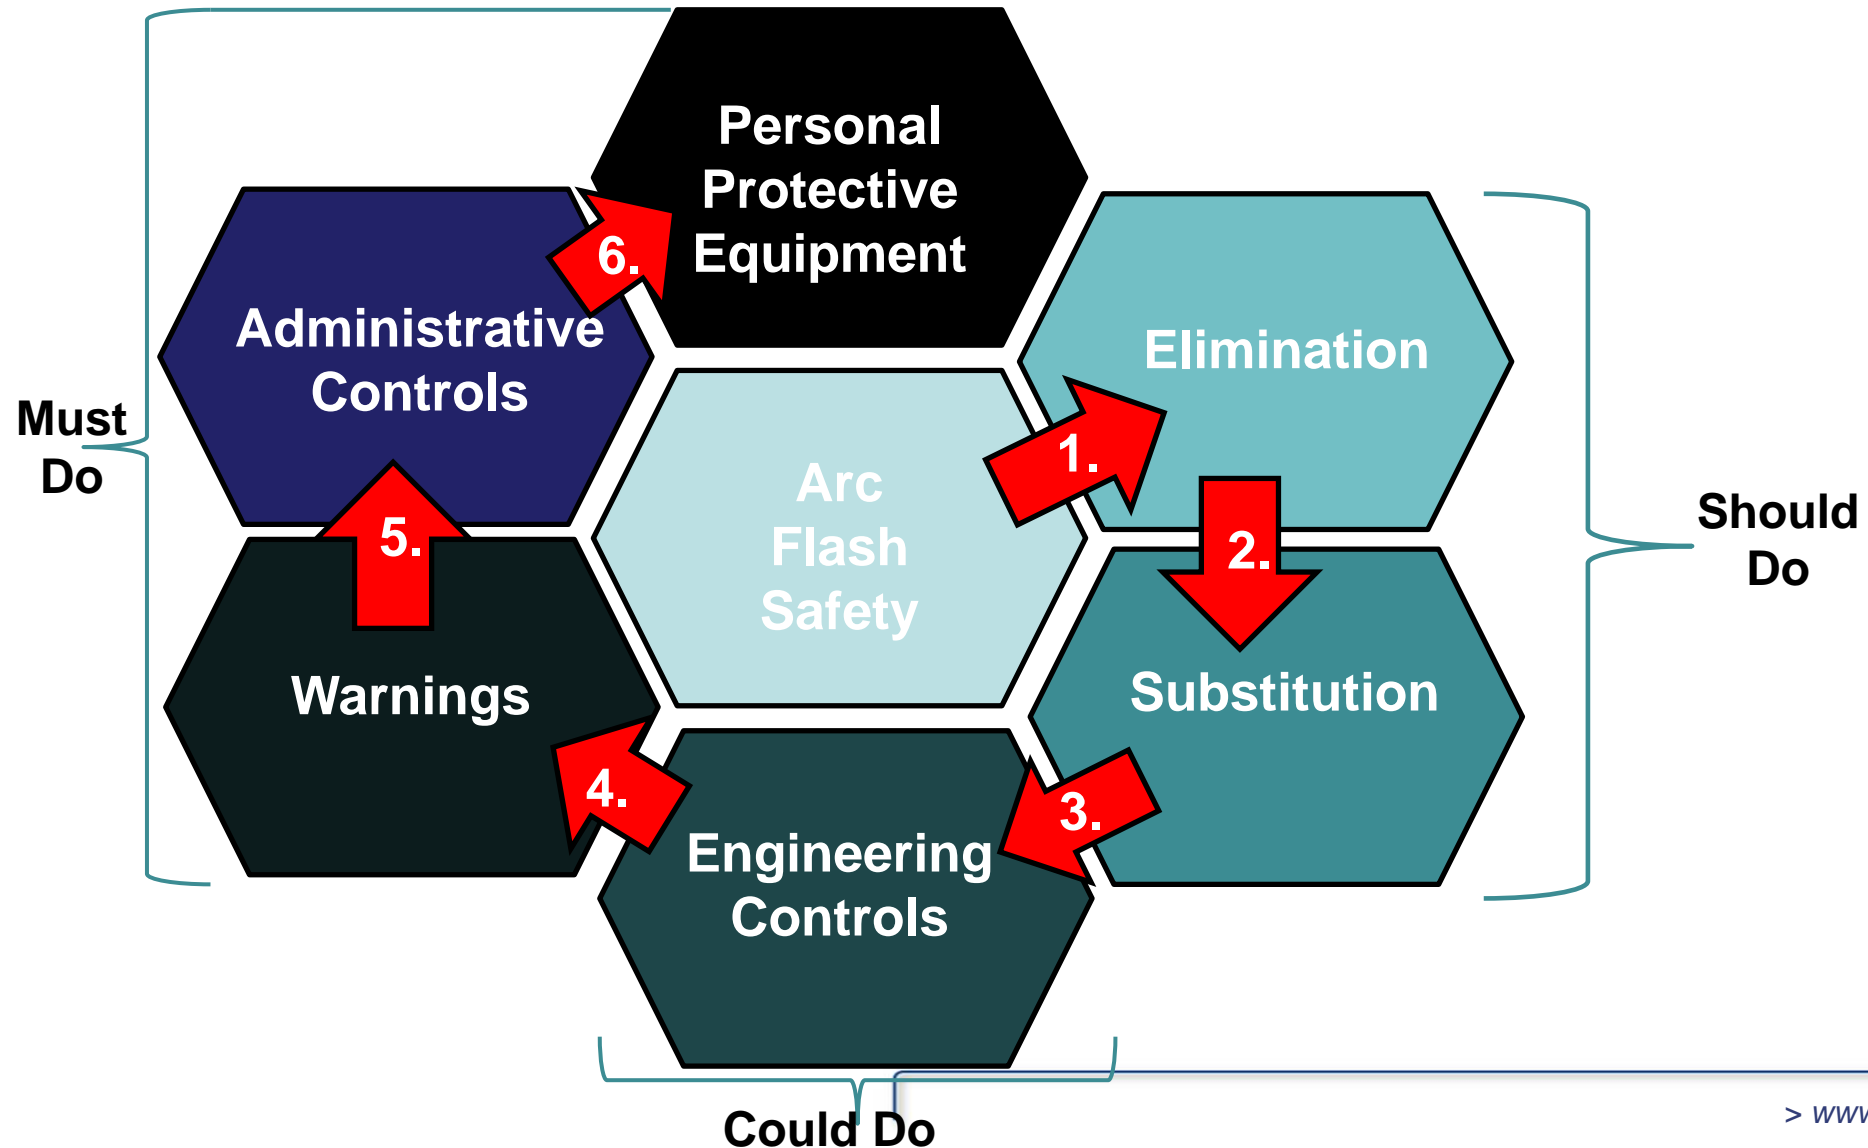 Personal
Protective
Equipment
6.
Administrative
Controls
Elimination
Must
Do
1.
Arc
Flash
Safety
5.
2.
Should
Do
Warnings
Substitution
4.
3.
Engineering
Controls
Could Do
> www